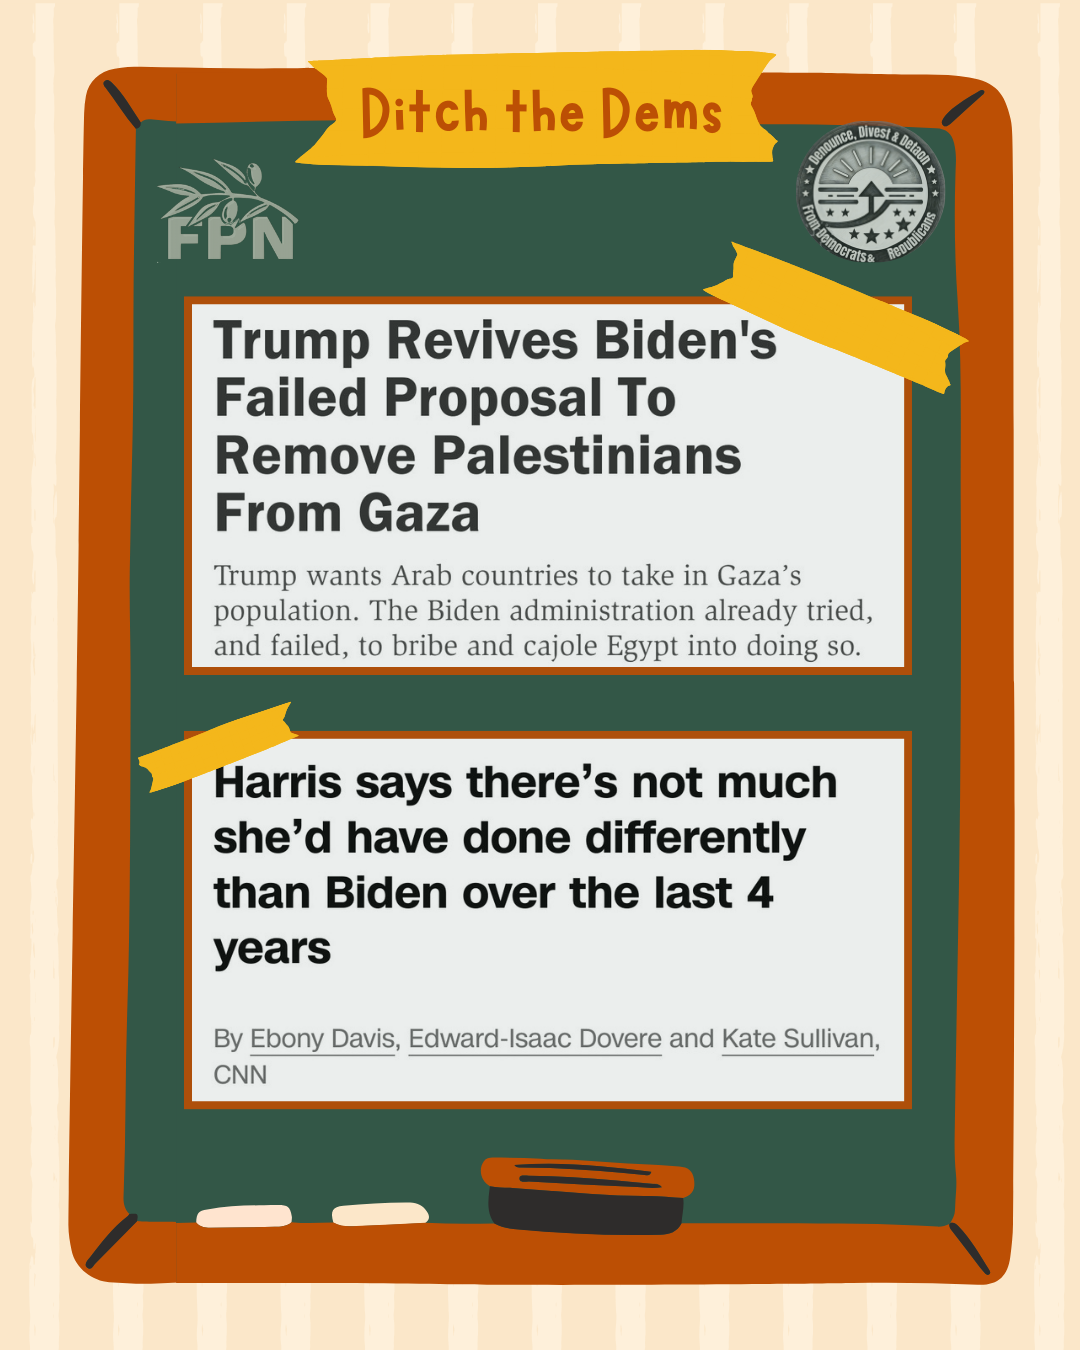 Ditch the Dems
FPN
Denounce, Divest & Detach
From Democrats & Republicans
Trump Revives Biden's
Failed Proposal To
Remove Palestinians
From Gaza
Trump wants Arab countries to take in Gaza’s
population. The Biden administration already tried,
and failed, to bribe and cajole Egypt into doing so.
Harris says there’s not much
she’d have done differently
than Biden over the last 4
years
By Ebony Davis, Edward-Isaac Dovere and Kate Sullivan,
CNN